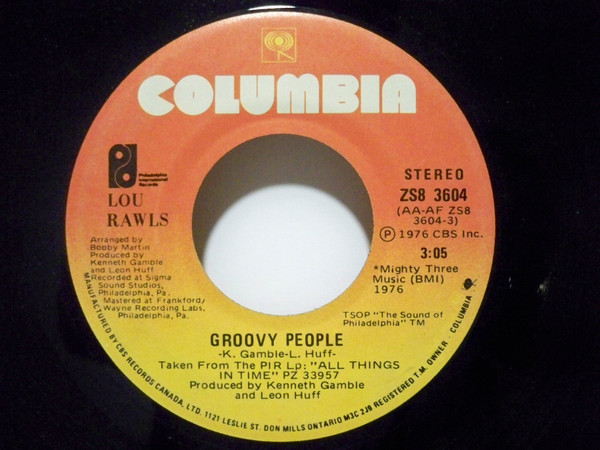 COLUMBIA
Philadelphia
International
Records
LOU
RAWLS
Arranged by
Bobby Martin
Produced by
Kenneth Gamble
and Leon Huff
Recorded at Sigma
Sound Studios,
Philadelphia, Pa.
Mastered at Frankford/
Wayne Recording Labs,
Philadelphia, Pa.
STEREO
ZS8 3604
(AA-AF ZS8
3604-3)
Ⓟ 1976 CBS Inc.
3:05
*Mighty Three
Music (BMI)
1976
TSOP "The Sound of
Philadelphia" TM
GROOVY PEOPLE
-K. Gamble-L. Huff-
Taken From The PIR Lp: "ALL THINGS
IN TIME" PZ 33957
Produced by Kenneth Gamble
and Leon Huff
MANUFACTURED BY CBS RECORDS CANADA, LTD. 1121 LESLIE ST. DON MILLS ONTARIO M3C 2J9 REGISTERED T.M. OWNER - COLUMBIA